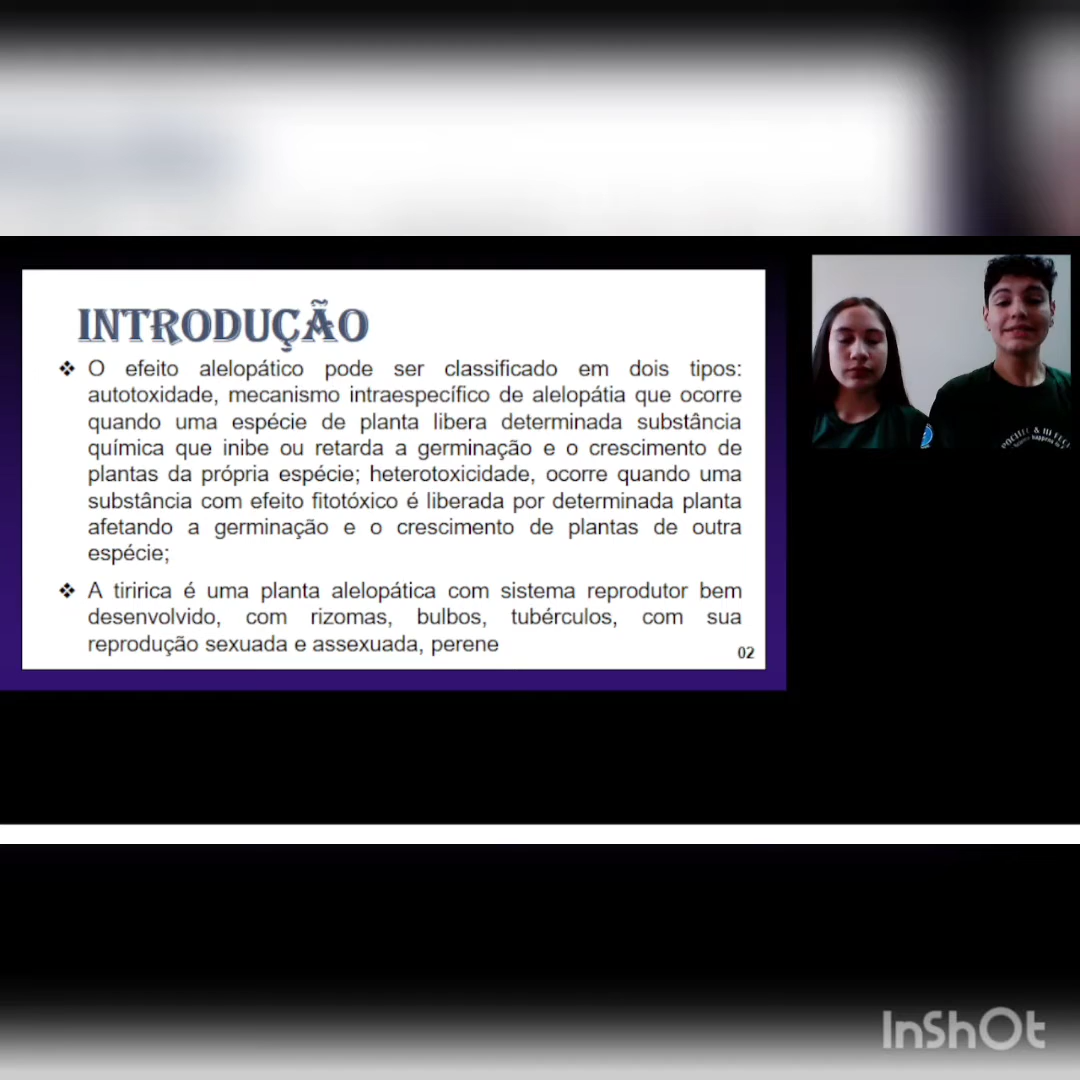 INTRODUÇÃO
❖ O efeito alelopático pode ser classificado em dois tipos:
autotoxidade, mecanismo intraespecífico de alelopátia que ocorre
quando uma espécie de planta libera determinada substância
química que inibe ou retarda a germinação e o crescimento de
plantas da própria espécie; heterotoxicidade, ocorre quando uma
substância com efeito fitotóxico é liberada por determinada planta
afetando a germinação e o crescimento de plantas de outra
espécie;
❖ A tiririca é uma planta alelopática com sistema reprodutor bem
desenvolvido, com rizomas, bulbos, tubérculos, com sua
reprodução sexuada e assexuada, perene
02
InShOt